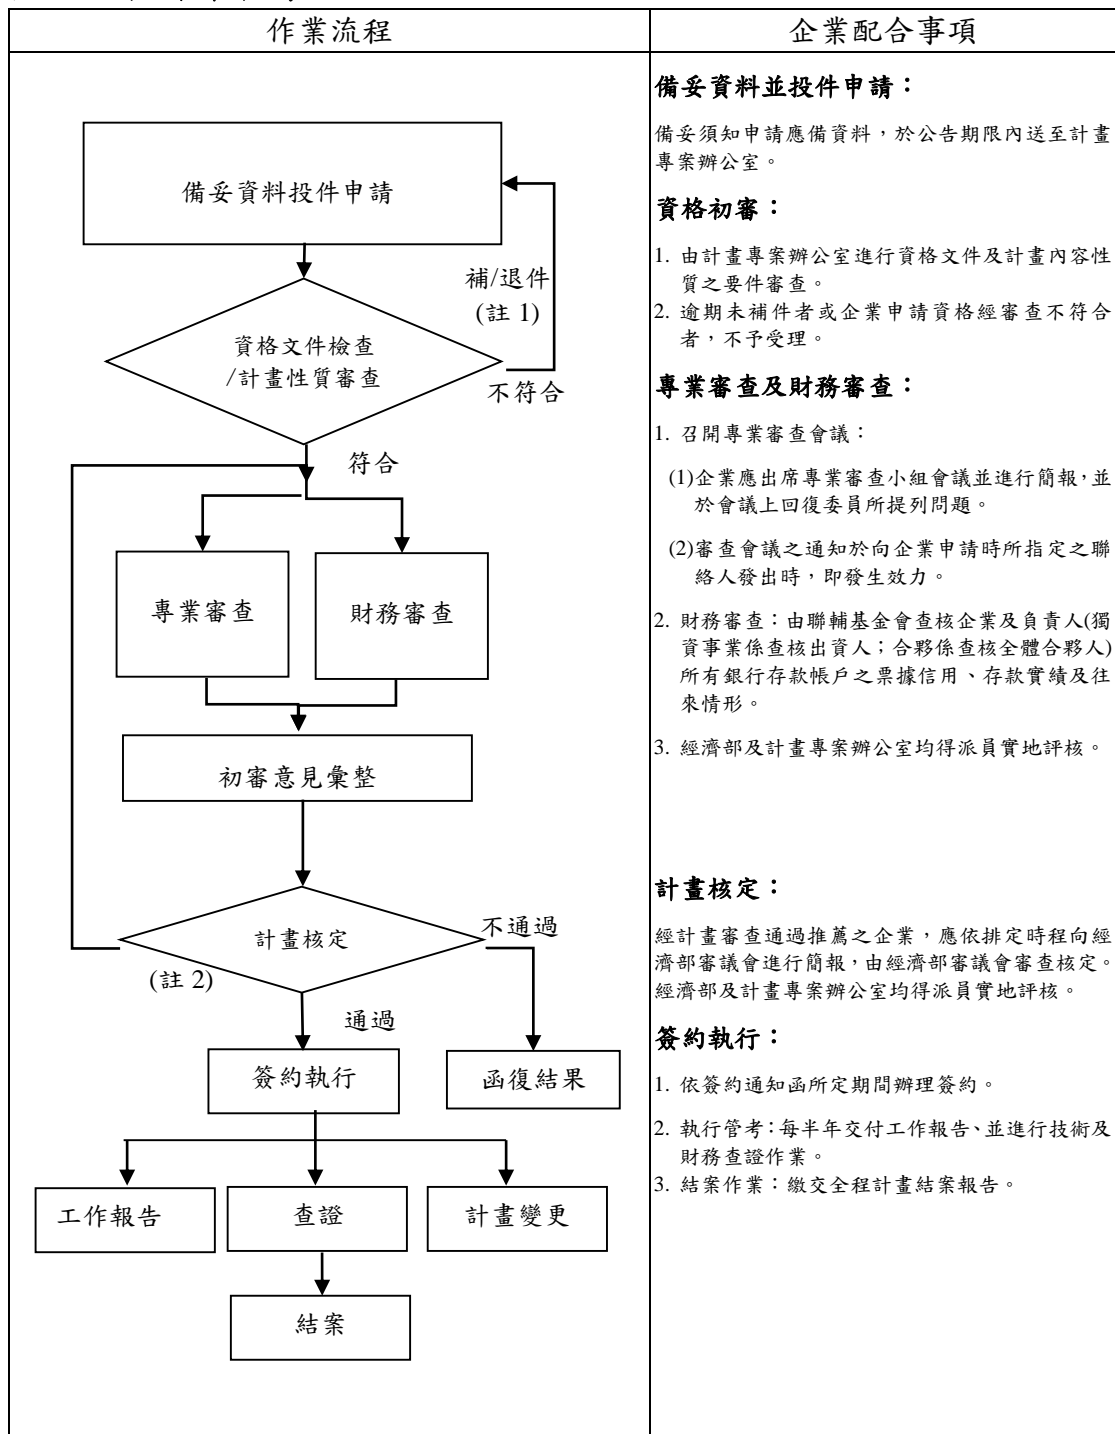 作業流程
企業配合事項
備妥資料投件申請
補/退件
(註 1)
資格文件檢查
/計畫性質審查
不符合
符合
專業審查
財務審查
初審意見彙整
計畫核定
不通過
(註 2)
通過
簽約執行
函復結果
工作報告
查證
計畫變更
結案
備妥資料並投件申請：
備妥須知申請應備資料，於公告期限內送至計畫
專案辦公室。
資格初審：
1. 由計畫專案辦公室進行資格文件及計畫內容性
質之要件審查。
2. 逾期未補件者或企業申請資格經審查不符合
者，不予受理。
專業審查及財務審查：
1. 召開專業審查會議：
(1)企業應出席專業審查小組會議並進行簡報，並
於會議上回復委員所提列問題。
(2)審查會議之通知於向企業申請時所指定之聯
絡人發出時，即發生效力。
2. 財務審查：由聯輔基金會查核企業及負責人(獨
資事業係查核出資人；合夥係查核全體合夥人)
所有銀行存款帳戶之票據信用、存款實績及往
來情形。
3. 經濟部及計畫專案辦公室均得派員實地評核。
計畫核定：
經計畫審查通過推薦之企業，應依排定時程向經
濟部審議會進行簡報，由經濟部審議會審查核定。
經濟部及計畫專案辦公室均得派員實地評核。
簽約執行：
1. 依簽約通知函所定期間辦理簽約。
2. 執行管考：每半年交付工作報告、並進行技術及
財務查證作業。
3. 結案作業：繳交全程計畫結案報告。